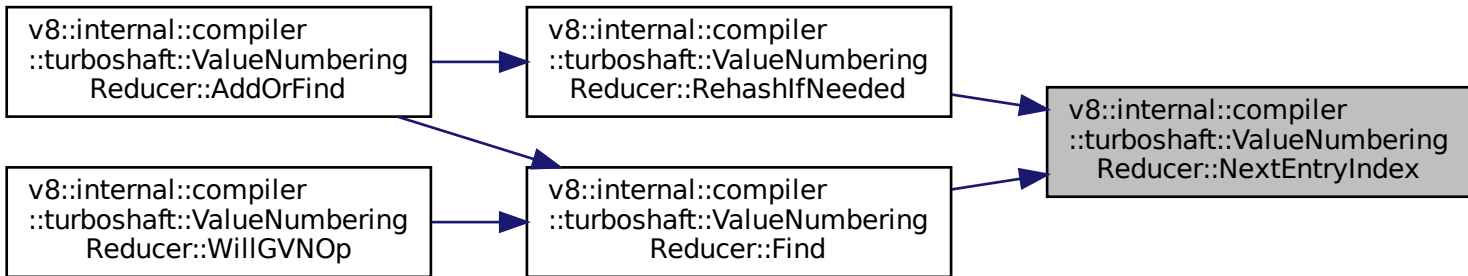 v8::internal::compiler
::turboshaft::ValueNumbering
Reducer::AddOrFind
v8::internal::compiler
::turboshaft::ValueNumbering
Reducer::RehashIfNeeded
v8::internal::compiler
::turboshaft::ValueNumbering
Reducer::NextEntryIndex
v8::internal::compiler
::turboshaft::ValueNumbering
Reducer::WillGVNOp
v8::internal::compiler
::turboshaft::ValueNumbering
Reducer::Find